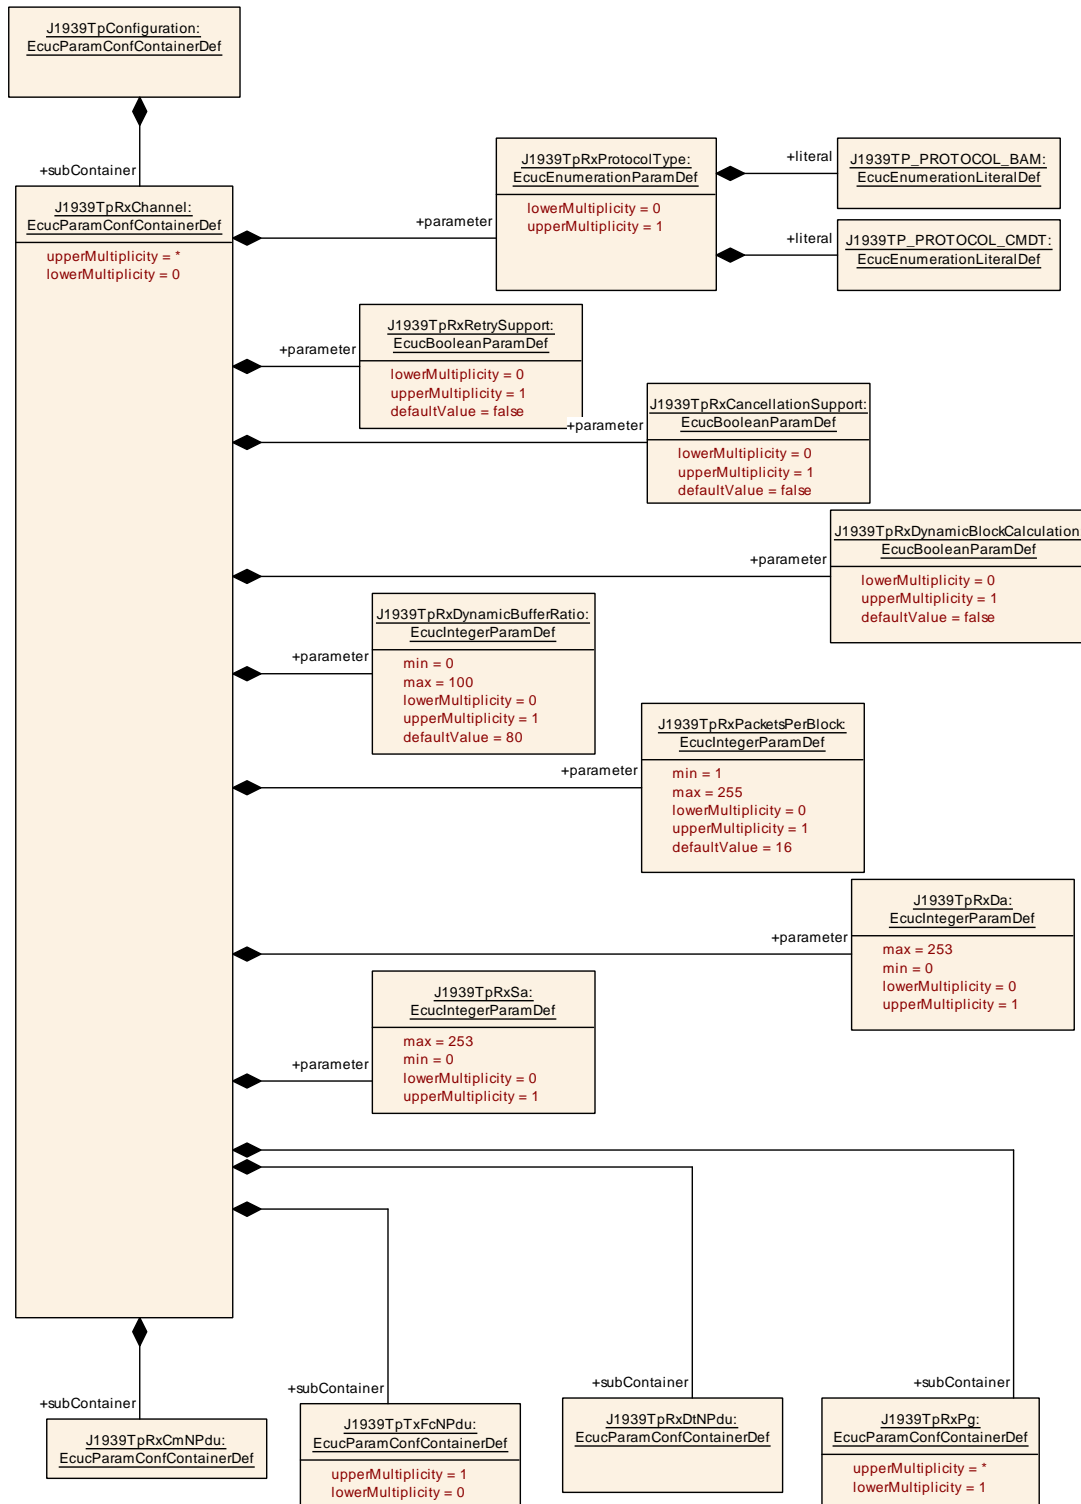 J1939TpConfiguration:
EcucParamConfContainerDef
+subContainer
J1939TpRxChannel:
EcucParamConfContainerDef
upperMultiplicity = *
lowerMultiplicity = 0
+parameter
J1939TpRxProtocolType:
EcucEnumerationParamDef
lowerMultiplicity = 0
upperMultiplicity = 1
+literal
J1939TP_PROTOCOL_BAM:
EcucEnumerationLiteralDef
+literal
J1939TP_PROTOCOL_CMDT:
EcucEnumerationLiteralDef
+parameter
J1939TpRxRetrySupport:
EcucBooleanParamDef
lowerMultiplicity = 0
upperMultiplicity = 1
defaultValue = false
+parameter
J1939TpRxCancellationSupport:
EcucBooleanParamDef
lowerMultiplicity = 0
upperMultiplicity = 1
defaultValue = false
+parameter
J1939TpRxDynamicBlockCalculation
EcucBooleanParamDef
lowerMultiplicity = 0
upperMultiplicity = 1
defaultValue = false
+parameter
J1939TpRxDynamicBufferRatio:
EcucIntegerParamDef
min = 0
max = 100
lowerMultiplicity = 0
upperMultiplicity = 1
defaultValue = 80
+parameter
J1939TpRxPacketsPerBlock:
EcucIntegerParamDef
min = 1
max = 255
lowerMultiplicity = 0
upperMultiplicity = 1
defaultValue = 16
+parameter
J1939TpRxDa:
EcucIntegerParamDef
max = 253
min = 0
lowerMultiplicity = 0
upperMultiplicity = 1
+parameter
J1939TpRxSa:
EcucIntegerParamDef
max = 253
min = 0
lowerMultiplicity = 0
upperMultiplicity = 1
+subContainer
J1939TpRxCmNPdu:
EcucParamConfContainerDef
+subContainer
J1939TpTxFcNPdu:
EcucParamConfContainerDef
upperMultiplicity = 1
lowerMultiplicity = 0
+subContainer
J1939TpRxDtNPdu:
EcucParamConfContainerDef
+subContainer
J1939TpRxPg:
EcucParamConfContainerDef
upperMultiplicity = *
lowerMultiplicity = 1